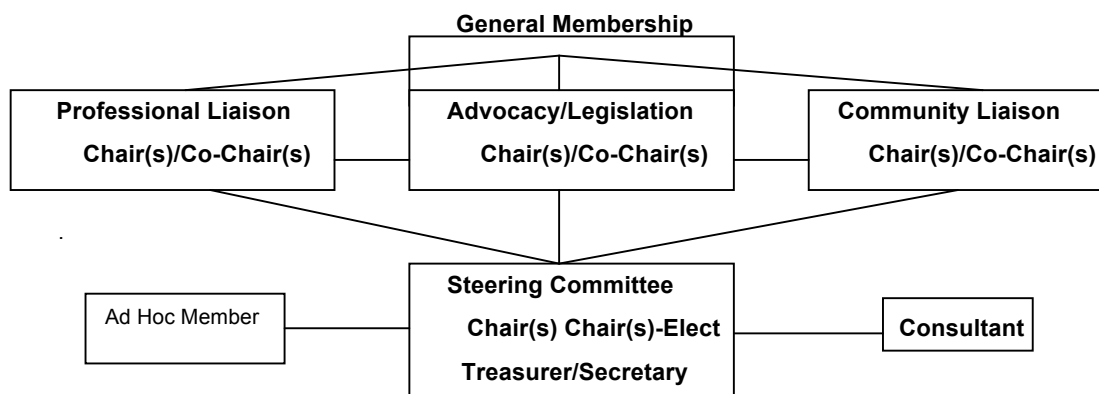 General Membership
Professional Liaison
Chair(s)/Co-Chair(s)
Advocacy/Legislation
Chair(s)/Co-Chair(s)
Community Liaison
Chair(s)/Co-Chair(s)
.
Steering Committee
Chair(s) Chair(s)-Elect
Treasurer/Secretary
Ad Hoc Member
Consultant